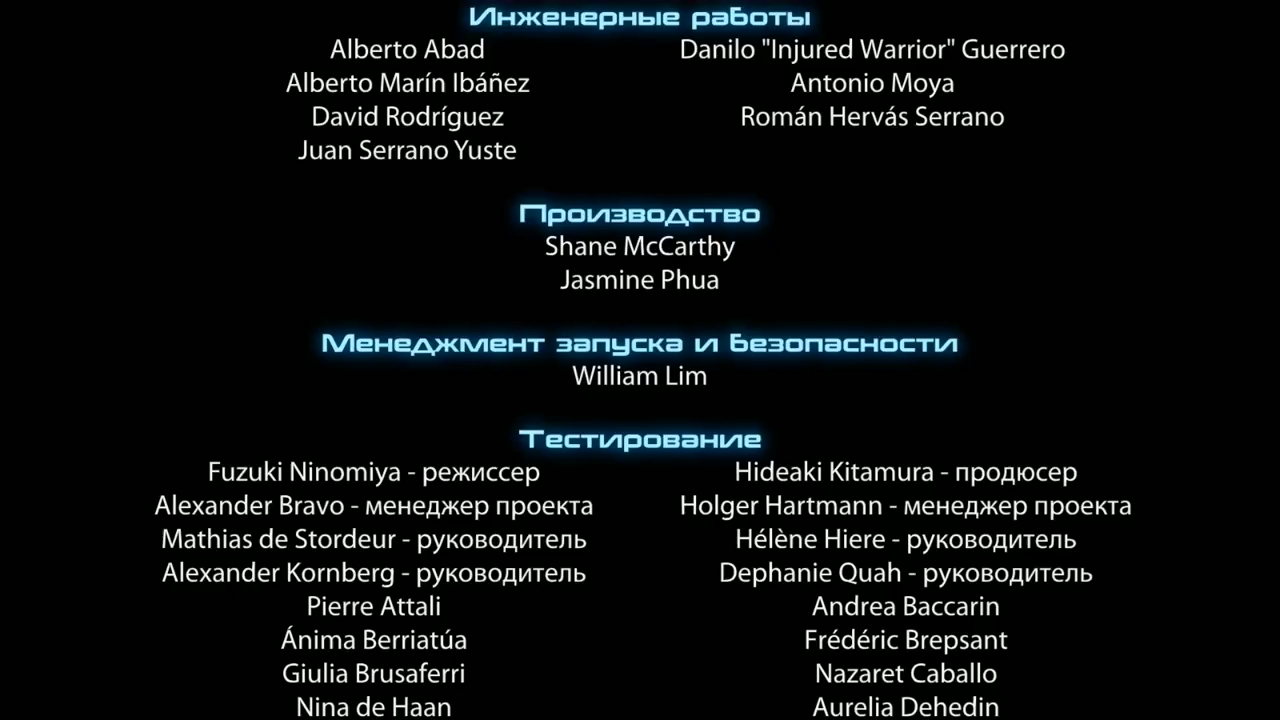 Инженерные работы
Alberto Abad Danilo "Injured Warrior" Guerrero
Alberto Marín Ibáñez Antonio Moya
David Rodríguez Román Hervás Serrano
Juan Serrano Yuste
Производство
Shane McCarthy
Jasmine Phua
Менеджмент запуска и безопасности
William Lim
Тестирование
Fuzuki Ninomiya - режиссер Hideaki Kitamura - продюсер
Alexander Bravo - менеджер проекта Holger Hartmann - менеджер проекта
Mathias de Stordeur - руководитель Hélène Hiere - руководитель
Alexander Kornberg - руководитель Dephanie Quah - руководитель
Pierre Attali Andrea Baccarin
Ánima Berriatúa Frédéric Brepsant
Giulia Brusaferri Nazaret Caballo
Nina de Haan Aurelia Dehedin